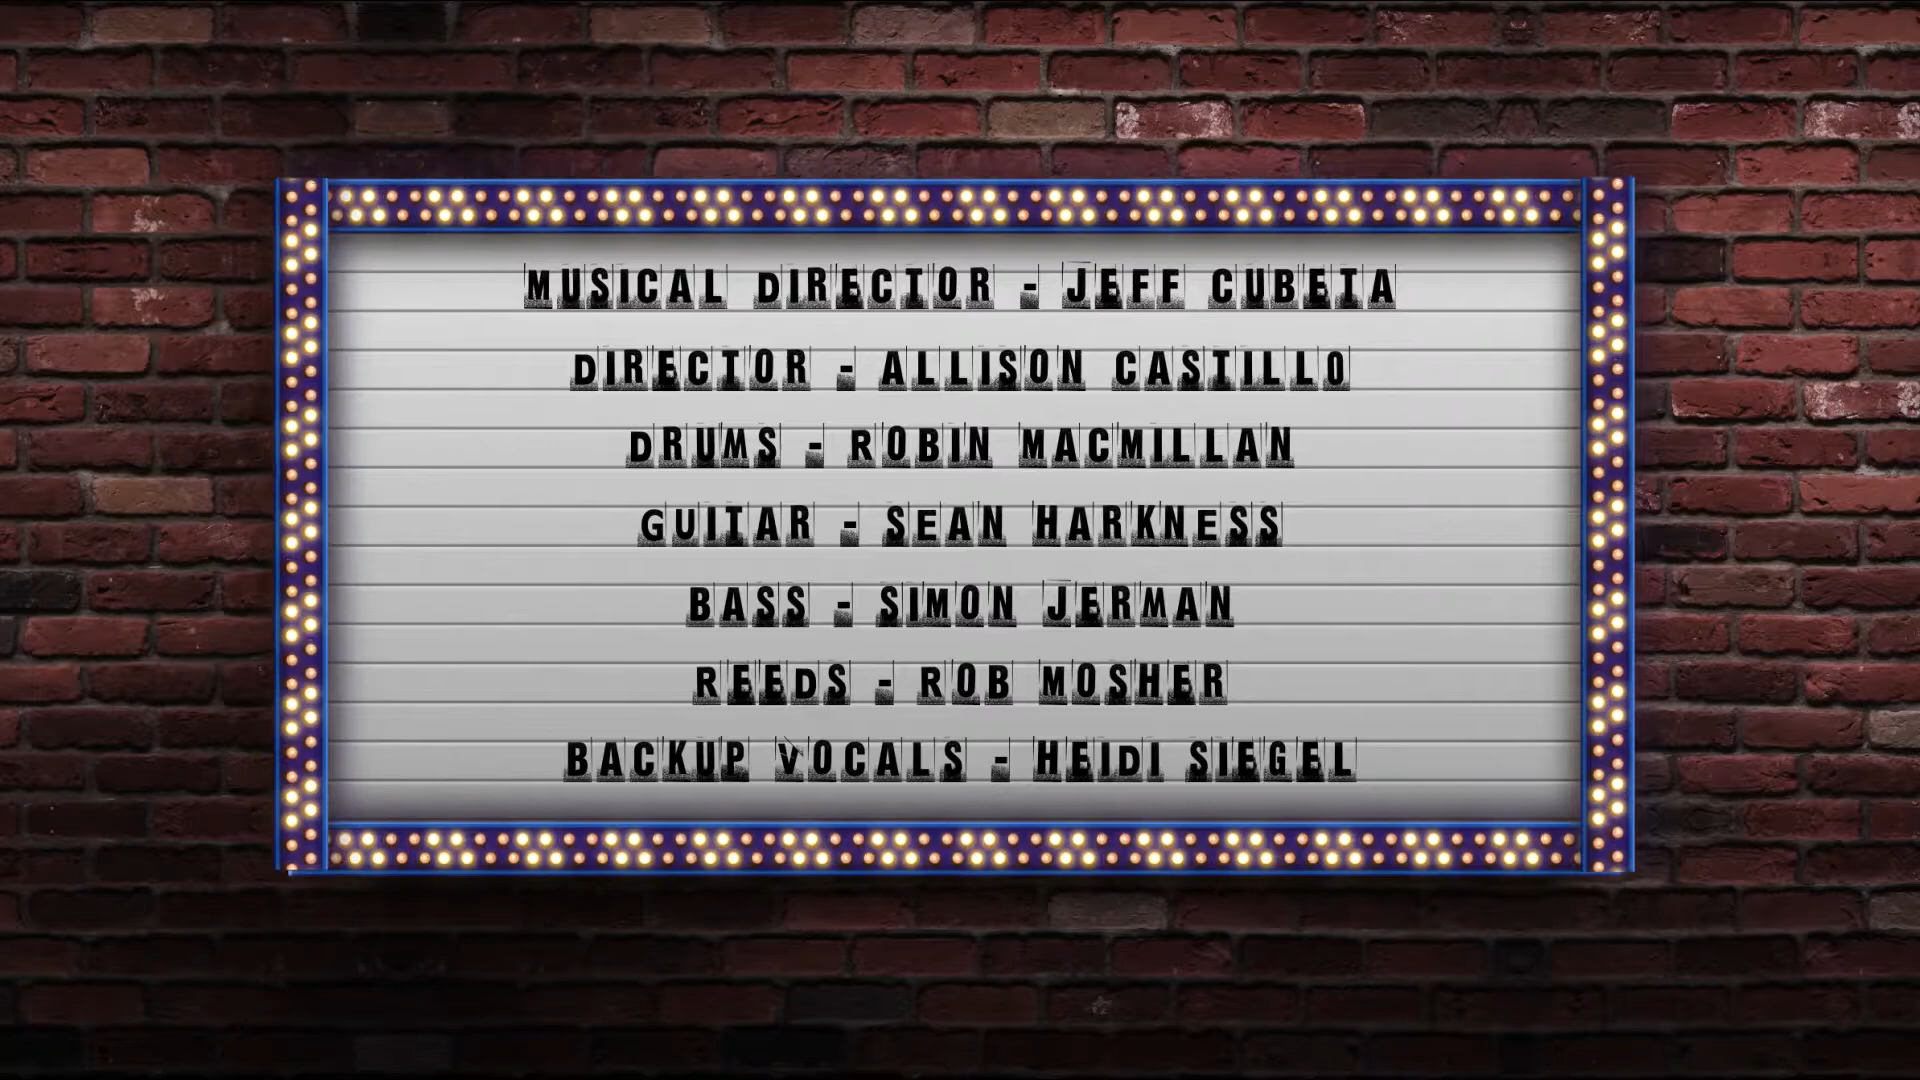 MUSICAL DIRECTOR - JEFF CUBETA
DIRECTOR - ALLISON CASTILLO
DRUMS - ROBIN MACMILLAN
GUITAR - SEAN HARKNESS
BASS - SIMON JERMAN
REEDS - ROB MOSHER
BACKUP VOCALS - HEIDI SIEGEL